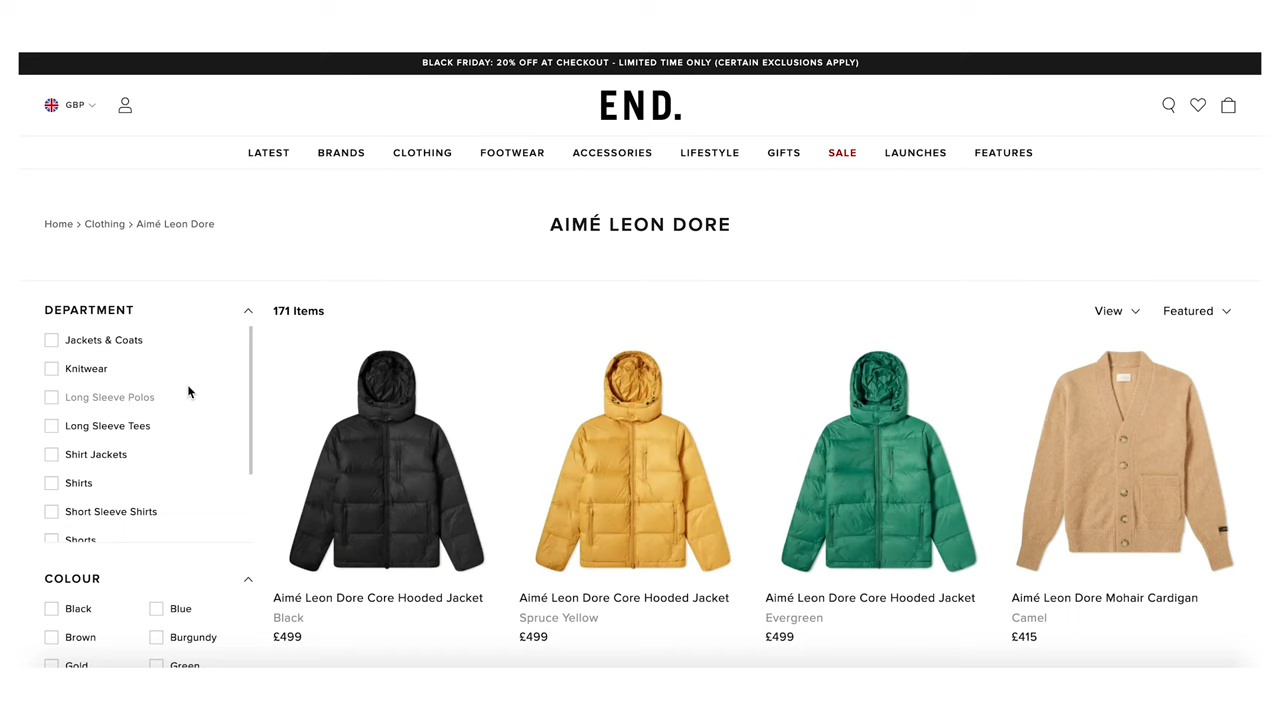 BLACK FRIDAY: 20% OFF AT CHECKOUT - LIMITED TIME ONLY (CERTAIN EXCLUSIONS APPLY)
GBP
END.
LATEST BRANDS CLOTHING FOOTWEAR ACCESSORIES LIFESTYLE GIFTS SALE LAUNCHES FEATURES
Home > Clothing > Aimé Leon Dore
AIMÉ LEON DORE
DEPARTMENT
Jackets & Coats
Knitwear
Long Sleeve Polos
Long Sleeve Tees
Shirt Jackets
Shirts
Short Sleeve Shirts
Shorts
COLOUR
Black Blue
Brown Burgundy
Gold Green
171 Items
View Featured
Aimé Leon Dore Core Hooded Jacket
Black
£499
Aimé Leon Dore Core Hooded Jacket
Spruce Yellow
£499
Aimé Leon Dore Core Hooded Jacket
Evergreen
£499
Aimé Leon Dore Mohair Cardigan
Camel
£415